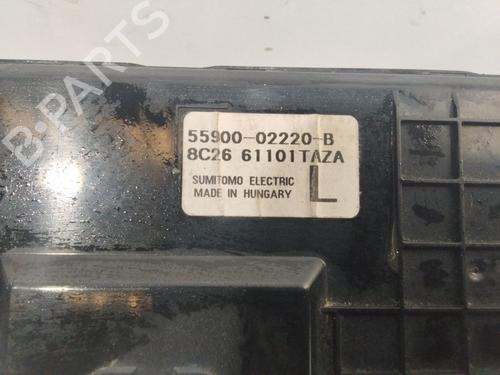 B-PARTS
55900-02220-B
8C26 61101TAZA
SUMITOMO ELECTRIC
MADE IN HUNGARY
L